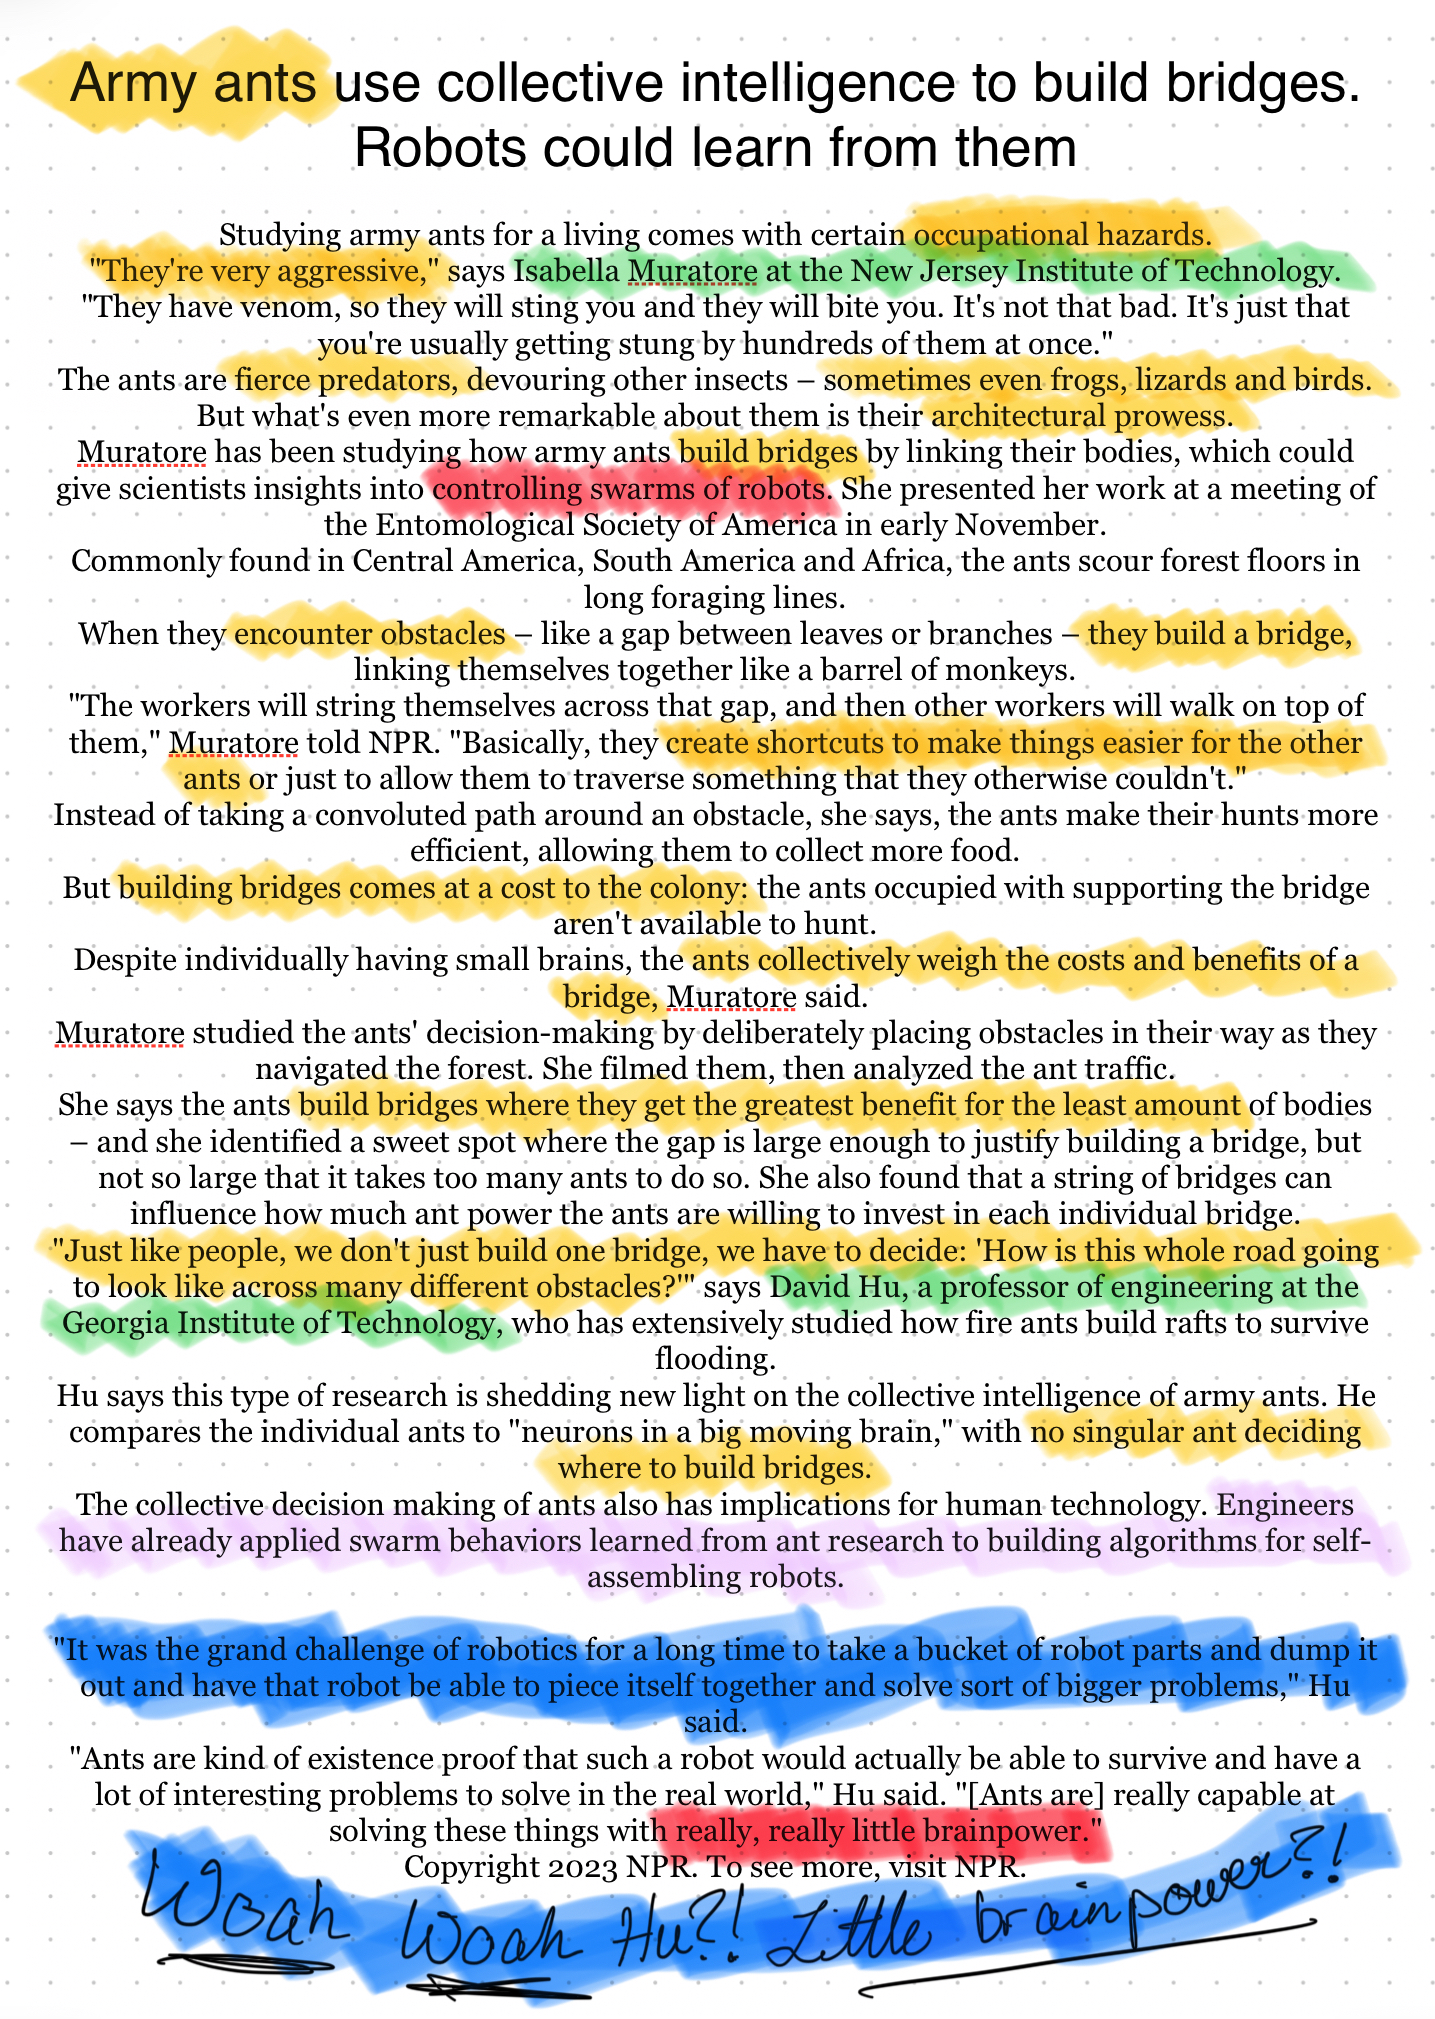 Army ants use collective intelligence to build bridges.
Robots could learn from them
Studying army ants for a living comes with certain occupational hazards.
"They're very aggressive," says Isabella Muratore at the New Jersey Institute of Technology.
"They have venom, so they will sting you and they will bite you. It's not that bad. It's just that
you're usually getting stung by hundreds of them at once."
The ants are fierce predators, devouring other insects – sometimes even frogs, lizards and birds.
But what's even more remarkable about them is their architectural prowess.
Muratore has been studying how army ants build bridges by linking their bodies, which could
give scientists insights into controlling swarms of robots. She presented her work at a meeting of
the Entomological Society of America in early November.
Commonly found in Central America, South America and Africa, the ants scour forest floors in
long foraging lines.
When they encounter obstacles – like a gap between leaves or branches – they build a bridge,
linking themselves together like a barrel of monkeys.
"The workers will string themselves across that gap, and then other workers will walk on top of
them," Muratore told NPR. "Basically, they create shortcuts to make things easier for the other
ants or just to allow them to traverse something that they otherwise couldn't."
Instead of taking a convoluted path around an obstacle, she says, the ants make their hunts more
efficient, allowing them to collect more food.
But building bridges comes at a cost to the colony: the ants occupied with supporting the bridge
aren't available to hunt.
Despite individually having small brains, the ants collectively weigh the costs and benefits of a
bridge, Muratore said.
Muratore studied the ants' decision-making by deliberately placing obstacles in their way as they
navigated the forest. She filmed them, then analyzed the ant traffic.
She says the ants build bridges where they get the greatest benefit for the least amount of bodies
– and she identified a sweet spot where the gap is large enough to justify building a bridge, but
not so large that it takes too many ants to do so. She also found that a string of bridges can
influence how much ant power the ants are willing to invest in each individual bridge.
"Just like people, we don't just build one bridge, we have to decide: 'How is this whole road going
to look like across many different obstacles?'" says David Hu, a professor of engineering at the
Georgia Institute of Technology, who has extensively studied how fire ants build rafts to survive
flooding.
Hu says this type of research is shedding new light on the collective intelligence of army ants. He
compares the individual ants to "neurons in a big moving brain," with no singular ant deciding
where to build bridges.
The collective decision making of ants also has implications for human technology. Engineers
have already applied swarm behaviors learned from ant research to building algorithms for self-
assembling robots.
"It was the grand challenge of robotics for a long time to take a bucket of robot parts and dump it
out and have that robot be able to piece itself together and solve sort of bigger problems," Hu
said.
"Ants are kind of existence proof that such a robot would actually be able to survive and have a
lot of interesting problems to solve in the real world," Hu said. "[Ants are] really capable at
solving these things with really, really little brainpower."
Copyright 2023 NPR. To see more, visit NPR.
Woah Woah Hu?! Little brainpower?!